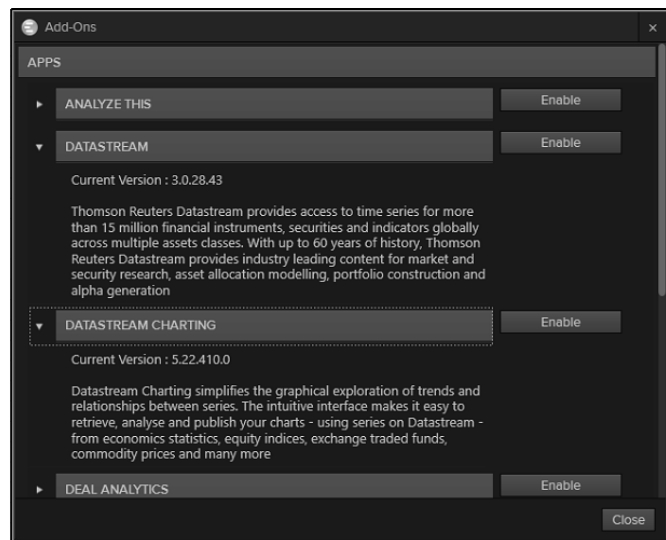 Add-Ons
APPS
ANALYZE THIS
Enable
DATASTREAM
Enable
Current Version : 3.0.28.43
Thomson Reuters Datastream provides access to time series for more
than 15 million financial instruments, securities and indicators globally
across multiple assets classes. With up to 60 years of history, Thomson
Reuters Datastream provides industry leading content for market and
security research, asset allocation modelling, portfolio construction and
alpha generation
DATASTREAM CHARTING
Enable
Current Version : 5.22.410.0
Datastream Charting simplifies the graphical exploration of trends and
relationships between series. The intuitive interface makes it easy to
retrieve, analyse and publish your charts - using series on Datastream -
from economics statistics, equity indices, exchange traded funds,
commodity prices and many more
DEAL ANALYTICS
Enable
Close